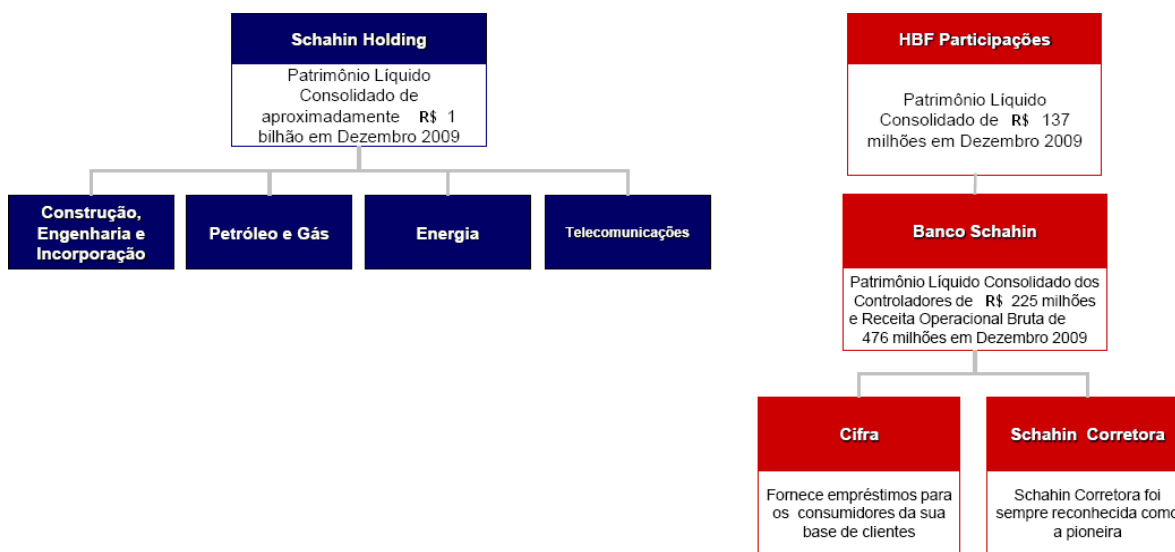 Schahin Holding
Patrimônio Líquido
Consolidado de
aproximadamente R$ 1
bilhão em Dezembro 2009
Construção,
Engenharia e
Incorporação
Petróleo e Gás
Energia
Telecomunicações
HBF Participações
Patrimônio Líquido
Consolidado de R$ 137
milhões em Dezembro 2009
Banco Schahin
Patrimônio Líquido Consolidado dos
Controladores de R$ 225 milhões
e Receita Operacional Bruta de
476 milhões em Dezembro 2009
Cifra
Fornece empréstimos para
os consumidores da sua
base de clientes
Schahin Corretora
Schahin Corretora foi
sempre reconhecida como
a pioneira